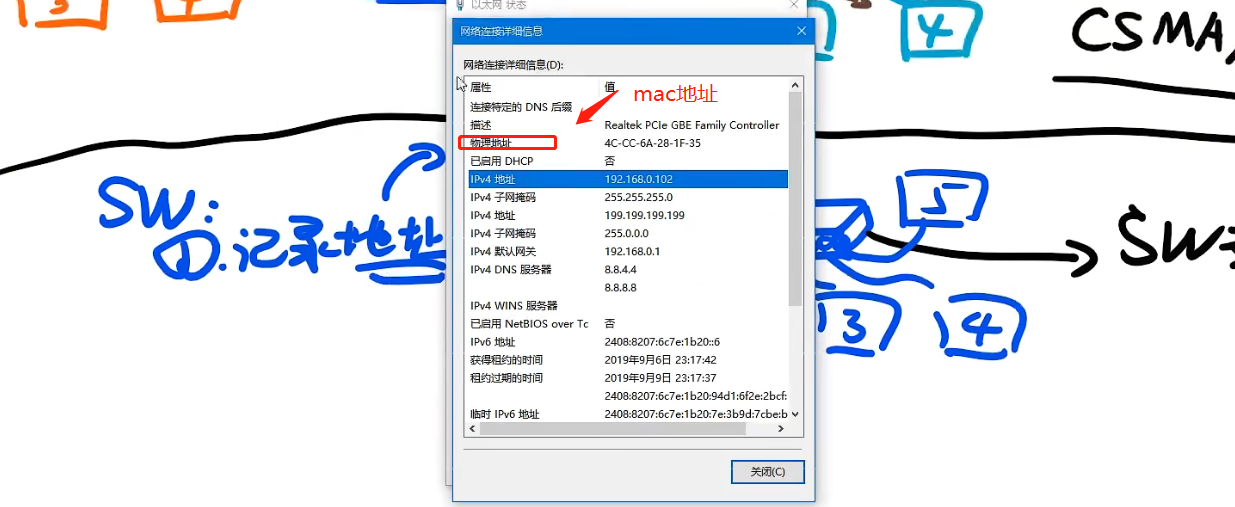 3
4
以太网 状态
4
CSMA/
网络连接详细信息
网络连接详细信息(D):
属性 值
mac地址
连接特定的 DNS 后缀
描述 Realtek PCIe GBE Family Controller
物理地址 4C-CC-6A-28-1F-35
已启用 DHCP 否
IPv4 地址 192.168.0.102
IPv4 子网掩码 255.255.255.0
IPv4 地址 199.199.199.199
IPv4 子网掩码 255.0.0.0
IPv4 默认网关 192.168.0.1
IPv4 DNS 服务器 8.8.4.4
8.8.8.8
IPv4 WINS 服务器
已启用 NetBIOS over Tc 否
IPv6 地址 2408:8207:6c7e:1b20::6
获得租约的时间 2019年9月6日 23:17:42
租约过期的时间 2019年9月9日 23:17:37
2408:8207:6c7e:1b20:94d1:6f2e:2bcf:
临时 IPv6 地址 2408:8207:6c7e:1b20:7e:3b9d:7cbe:b
关闭(C)
SW:
①.记录地址
5
SW:
3
4